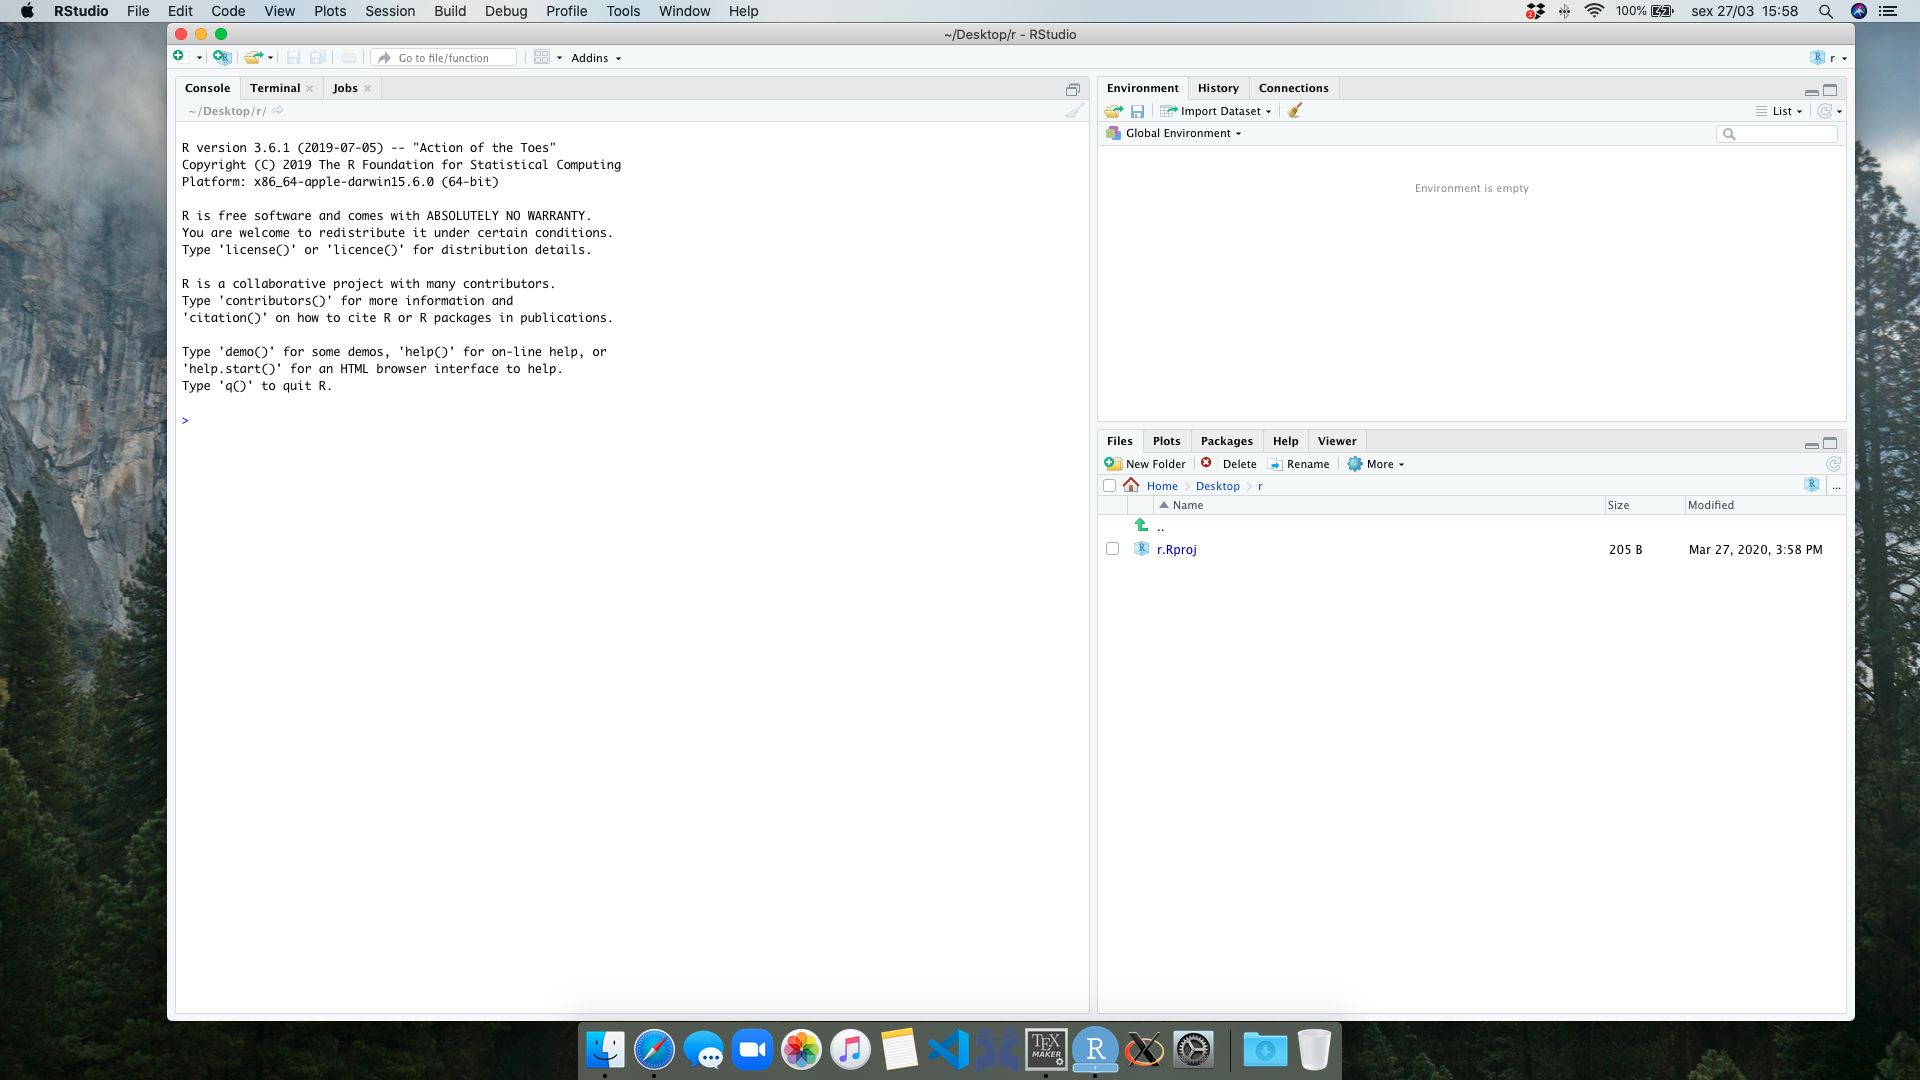 RStudio File Edit Code View Plots Session Build Debug Profile Tools Window Help 2 100% sex 27/03 15:58
~/Desktop/r - RStudio
Go to file/function Addins r
Console Terminal Jobs
~/Desktop/r/
R version 3.6.1 (2019-07-05) -- "Action of the Toes"
Copyright (C) 2019 The R Foundation for Statistical Computing
Platform: x86_64-apple-darwin15.6.0 (64-bit)
R is free software and comes with ABSOLUTELY NO WARRANTY.
You are welcome to redistribute it under certain conditions.
Type 'license()' or 'licence()' for distribution details.
R is a collaborative project with many contributors.
Type 'contributors()' for more information and
'citation()' on how to cite R or R packages in publications.
Type 'demo()' for some demos, 'help()' for on-line help, or
'help.start()' for an HTML browser interface to help.
Type 'q()' to quit R.
>
Environment History Connections
Import Dataset List
Global Environment
Environment is empty
Files Plots Packages Help Viewer
New Folder Delete Rename More
Home Desktop r ...
Name Size Modified
..
r.Rproj 205 B Mar 27, 2020, 3:58 PM
TEX
MAKER
R
r